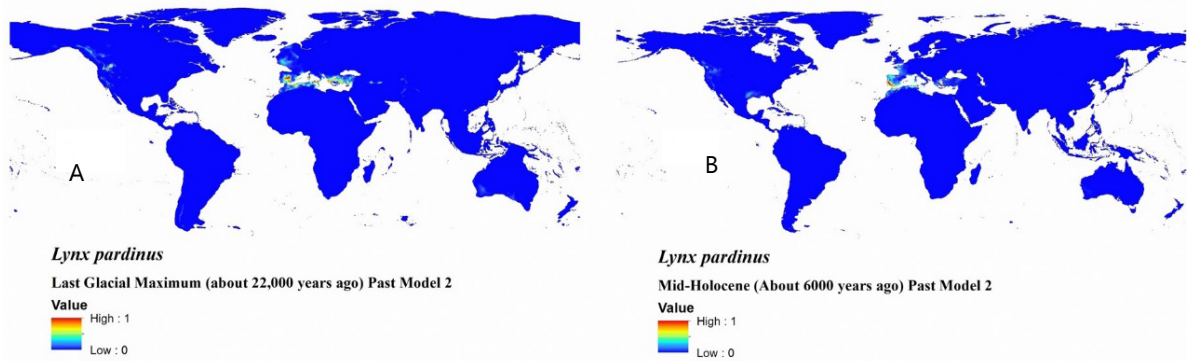 A
Lynx pardinus
Last Glacial Maximum (about 22,000 years ago) Past Model 2
Value
High : 1
Low : 0
B
Lynx pardinus
Mid-Holocene (About 6000 years ago) Past Model 2
Value
High : 1
Low : 0